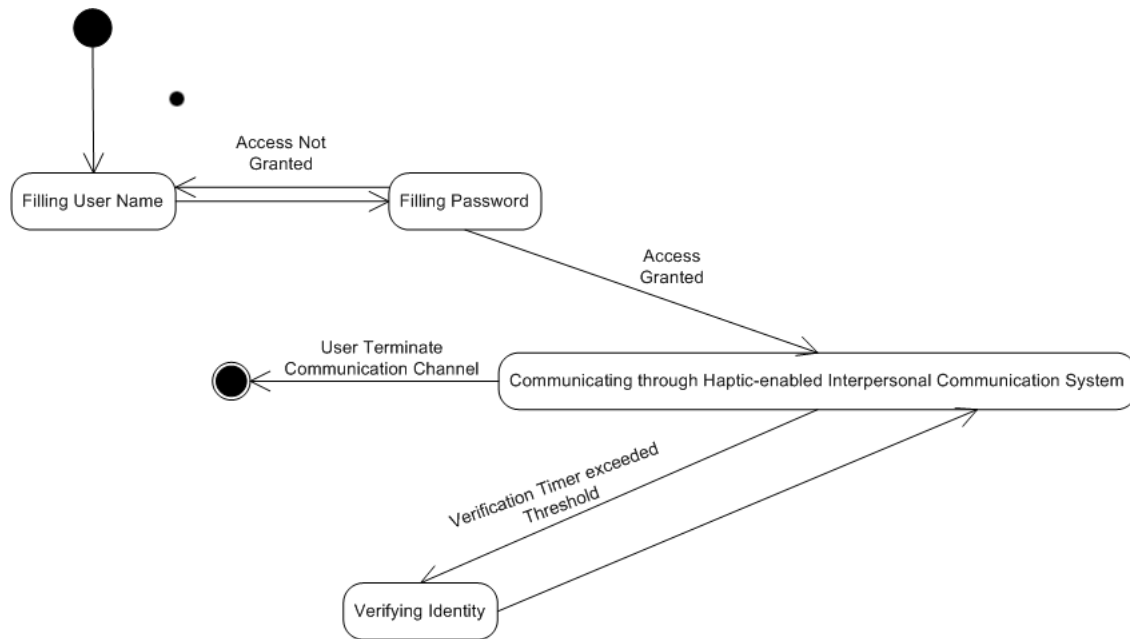 Access Not
Granted
Filling User Name
Filling Password
Access
Granted
User Terminate
Communication Channel
Communicating through Haptic-enabled Interpersonal Communication System
Verification Timer exceeded
Threshold
Verifying Identity